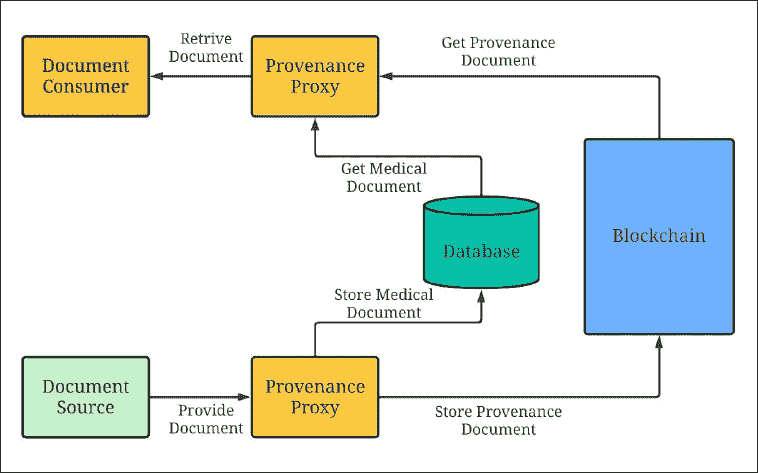 Retrive
Document
Get Provenance
Document
Document
Consumer
Provenance
Proxy
Get Medical
Document
Blockchain
Database
Store Medical
Document
Document
Source
Provide
Document
Provenance
Proxy
Store Provenance
Document